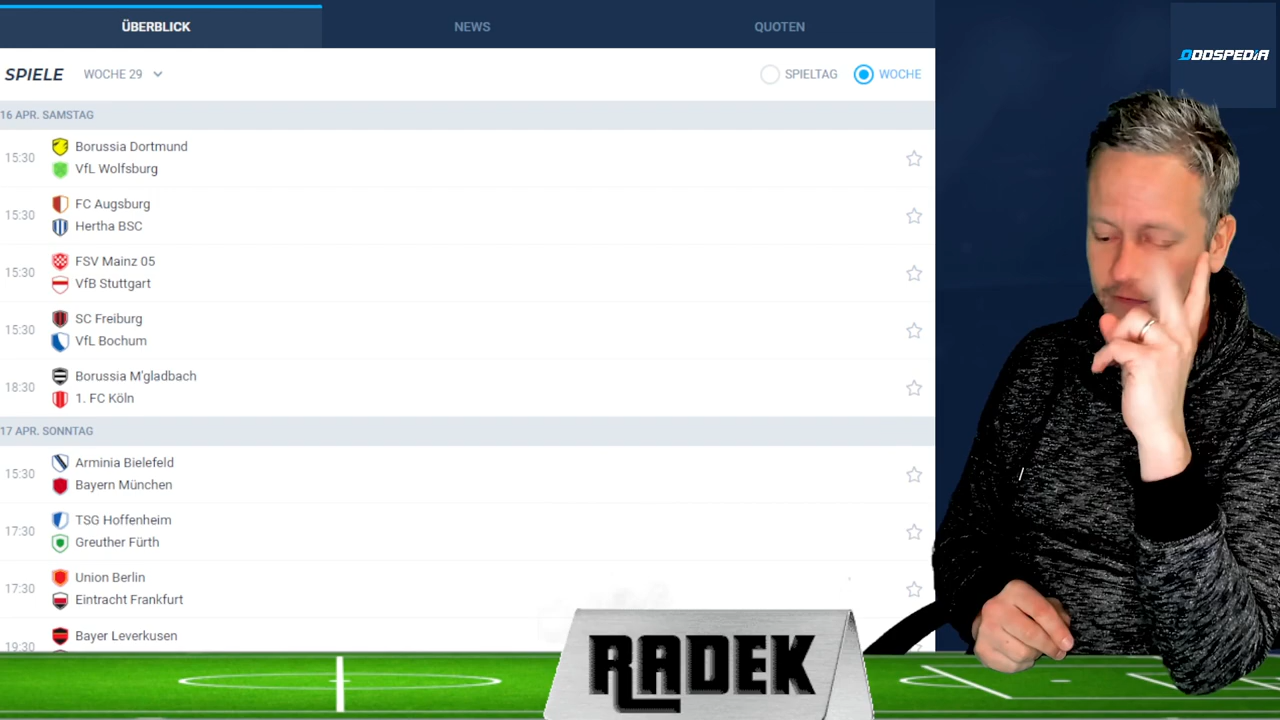 ÜBERBLICK
NEWS
QUOTEN
ODDSPEDIA
SPIELE
WOCHE 29
SPIELTAG
WOCHE
16 APR. SAMSTAG
15:30
Borussia Dortmund
VfL Wolfsburg
15:30
FC Augsburg
Hertha BSC
15:30
FSV Mainz 05
VfB Stuttgart
15:30
SC Freiburg
VfL Bochum
18:30
Borussia M'gladbach
1. FC Köln
17 APR. SONNTAG
15:30
Arminia Bielefeld
Bayern München
17:30
TSG Hoffenheim
Greuther Fürth
17:30
Union Berlin
Eintracht Frankfurt
19:30
Bayer Leverkusen
RADEK